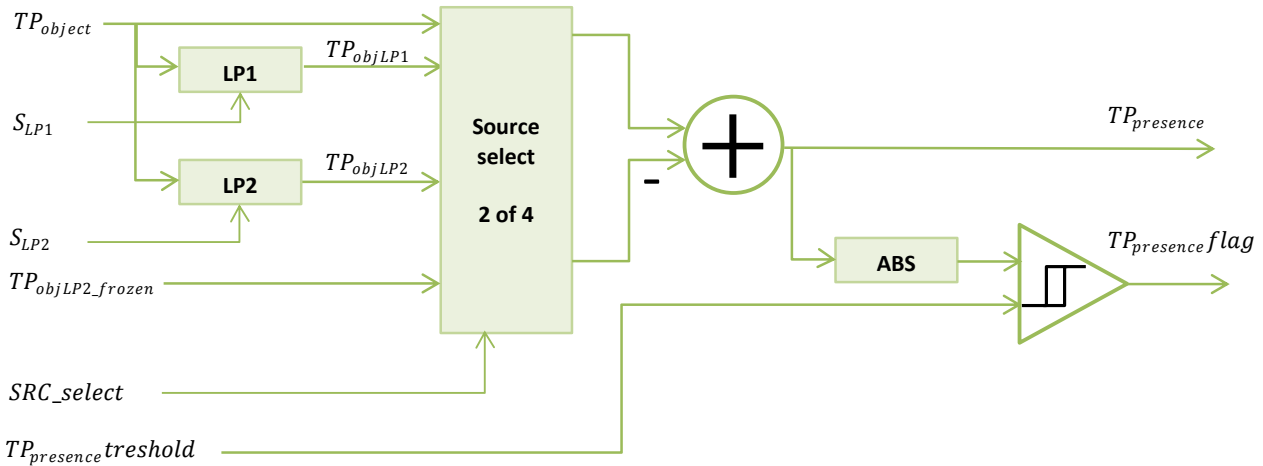 TP_object
LP1
TP_objLP1
S_LP1
LP2
TP_objLP2
S_LP2
TP_objLP2_frozen
SRC_select
TP_presence treshold
Source
select
2 of 4
+
-
TP_presence
ABS
TP_presence flag